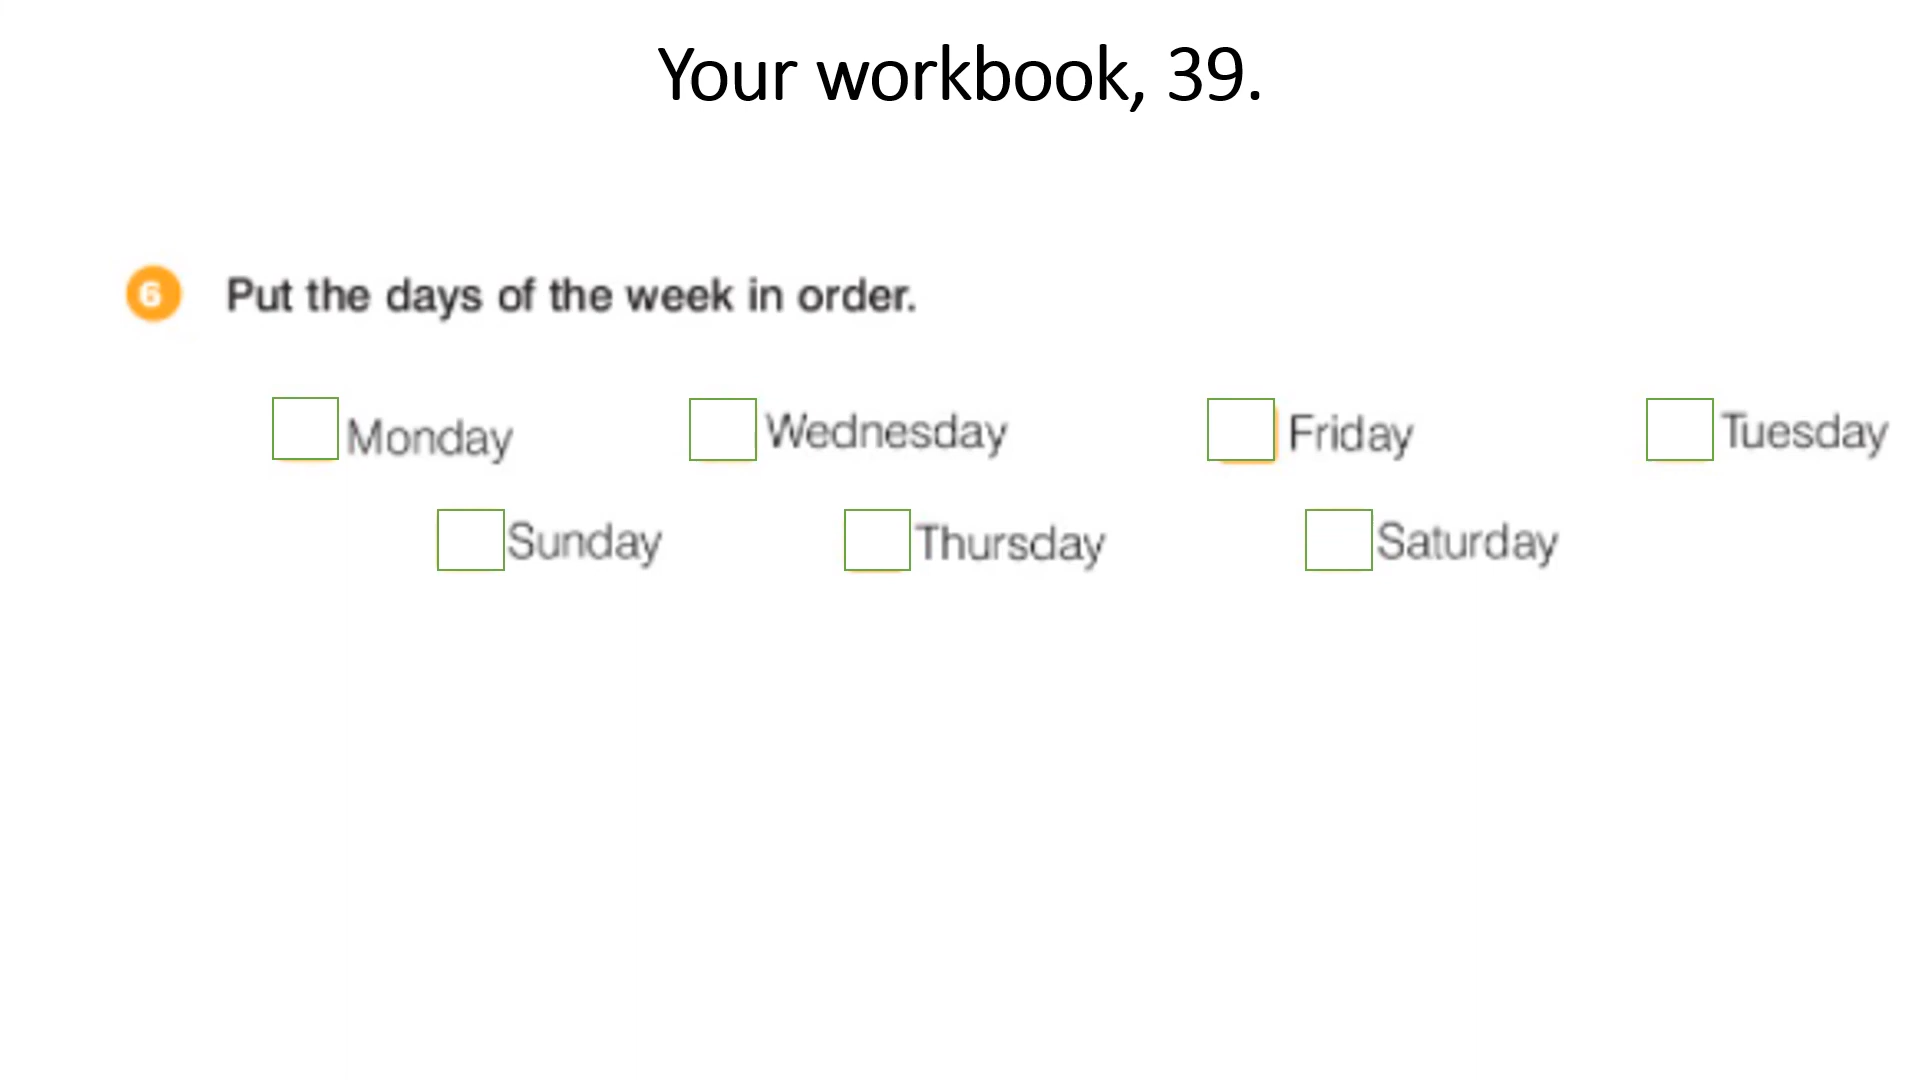 Your workbook, 39.
6 Put the days of the week in order.
Monday Wednesday Friday Tuesday
Sunday Thursday Saturday